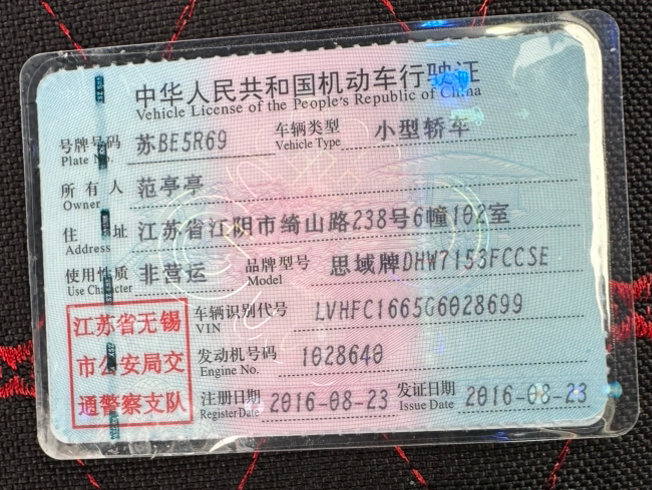 中华人民共和国机动车行驶证
Vehicle License of the People's Republic of China
号牌号码 苏BE5R69 车辆类型 小型轿车
Plate No. Vehicle Type
所有人 范亭亭
Owner
住址 江苏省江阴市绮山路238号6幢102室
Address
使用性质 非营运 品牌型号 思域牌DHW7153FCCSE
Use Character Model
江苏省无锡 车辆识别代号 LVHFC1665G6028699
VIN
市公安局交 发动机号码 1028640
Engine No.
通警察支队 注册日期 2016-08-23 发证日期 2016-08-23
Register Date Issue Date